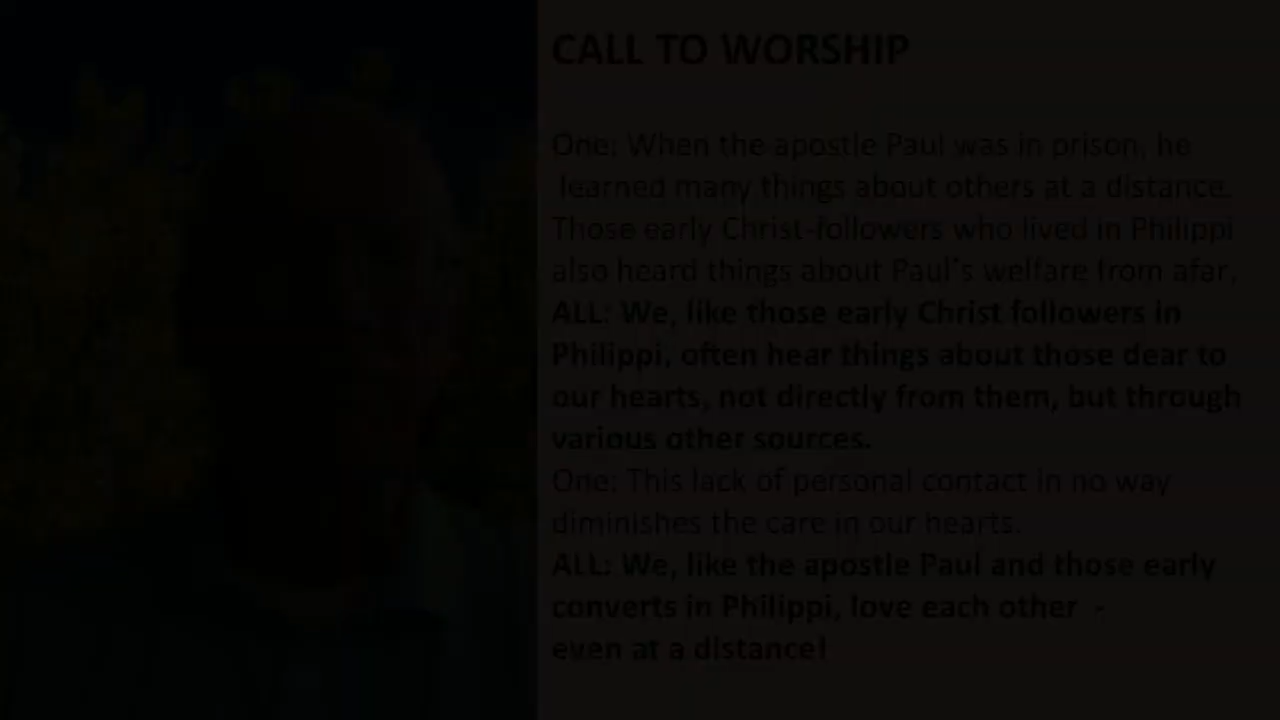 CALL TO WORSHIP
One: When the apostle Paul was in prison, he
learned many things about others at a distance.
Those early Christ-followers who lived in Philippi
also heard things about Paul's welfare from afar.
ALL: We, like those early Christ followers in
Philippi, often hear things about those dear to
our hearts, not directly from them, but through
various other sources.
One: This lack of personal contact in no way
diminishes the care in our hearts.
ALL: We, like the apostle Paul and those early
converts in Philippi, love each other -
even at a distance!